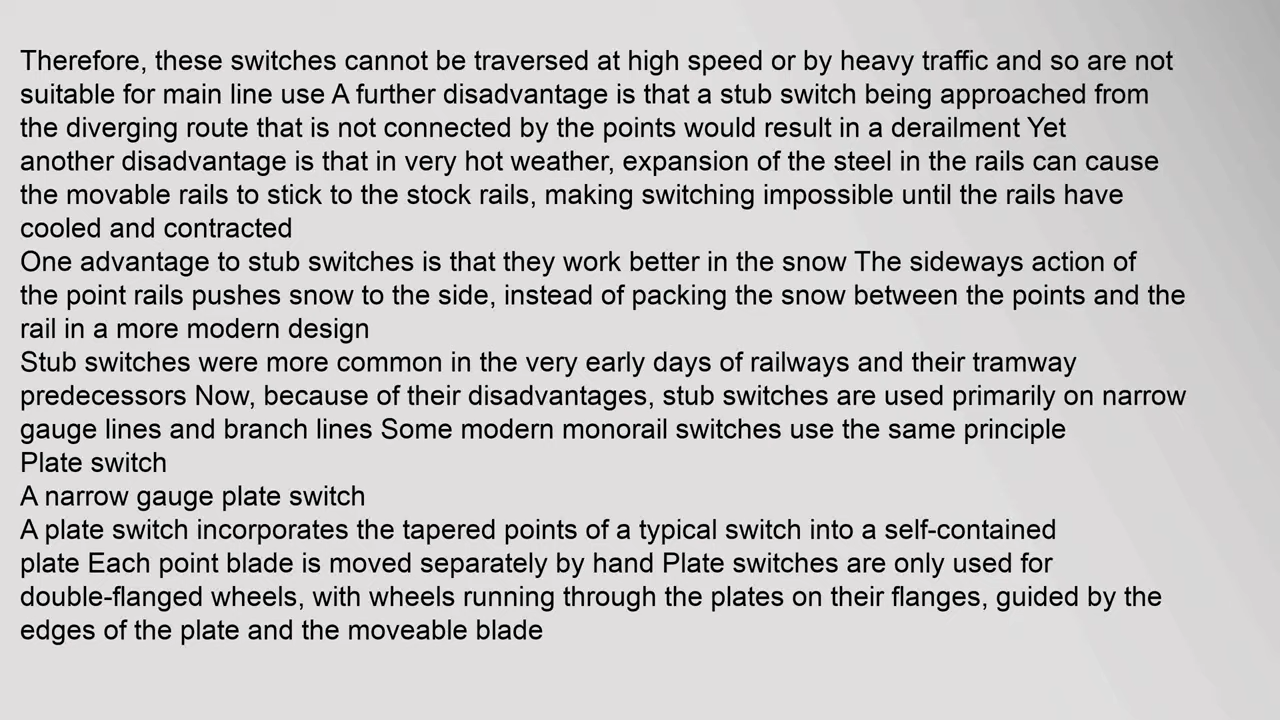 Therefore, these switches cannot be traversed at high speed or by heavy traffic and so are not
suitable for main line use A further disadvantage is that a stub switch being approached from
the diverging route that is not connected by the points would result in a derailment Yet
another disadvantage is that in very hot weather, expansion of the steel in the rails can cause
the movable rails to stick to the stock rails, making switching impossible until the rails have
cooled and contracted
One advantage to stub switches is that they work better in the snow The sideways action of
the point rails pushes snow to the side, instead of packing the snow between the points and the
rail in a more modern design
Stub switches were more common in the very early days of railways and their tramway
predecessors Now, because of their disadvantages, stub switches are used primarily on narrow
gauge lines and branch lines Some modern monorail switches use the same principle
Plate switch
A narrow gauge plate switch
A plate switch incorporates the tapered points of a typical switch into a self-contained
plate Each point blade is moved separately by hand Plate switches are only used for
double-flanged wheels, with wheels running through the plates on their flanges, guided by the
edges of the plate and the moveable blade